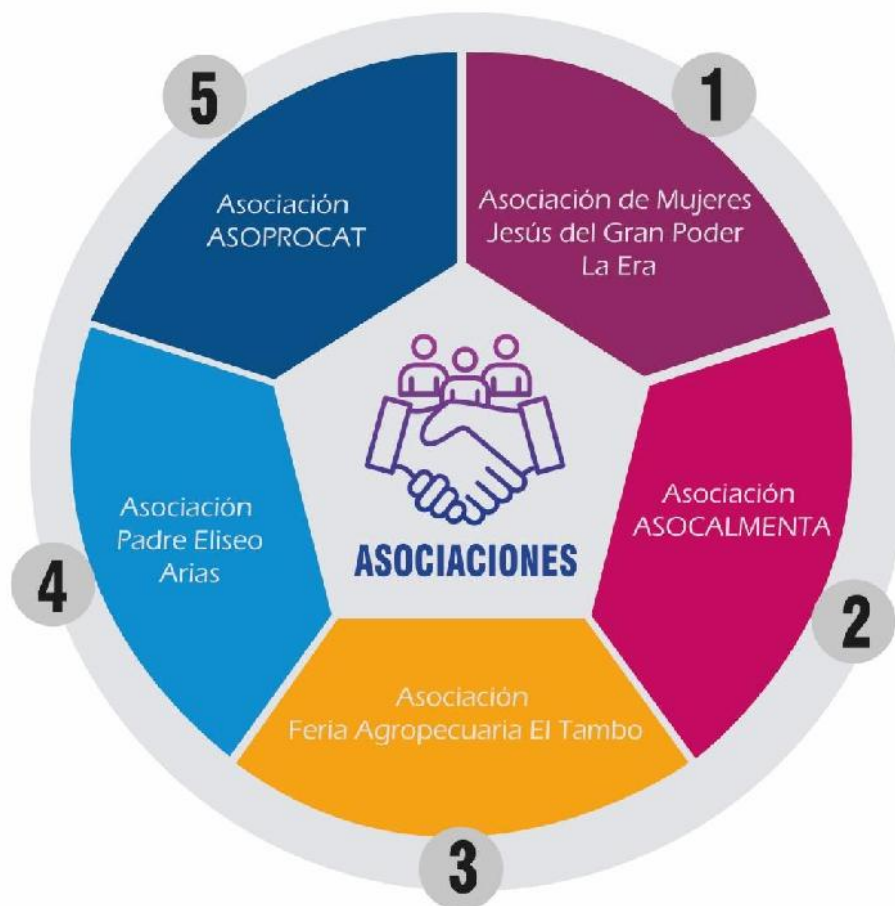 1
Asociación de Mujeres
Jesús del Gran Poder
La Era
2
Asociación
ASOCALMENTA
3
Asociación
Feria Agropecuaria El Tambo
4
Asociación
Padre Eliseo
Arias
5
Asociación
ASOPROCAT
ASOCIACIONES